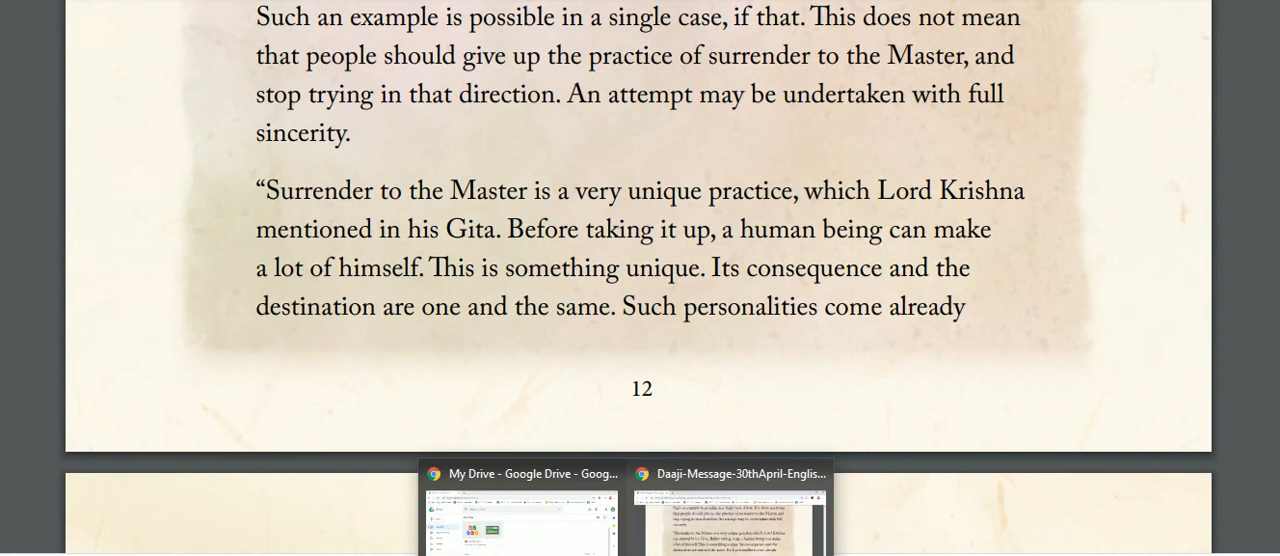 Such an example is possible in a single case, if that. This does not mean
that people should give up the practice of surrender to the Master, and
stop trying in that direction. An attempt may be undertaken with full
sincerity.
“Surrender to the Master is a very unique practice, which Lord Krishna
mentioned in his Gita. Before taking it up, a human being can make
a lot of himself. This is something unique. Its consequence and the
destination are one and the same. Such personalities come already
12
My Drive - Google Drive - Goog...
Daaji-Message-30thApril-Englis...